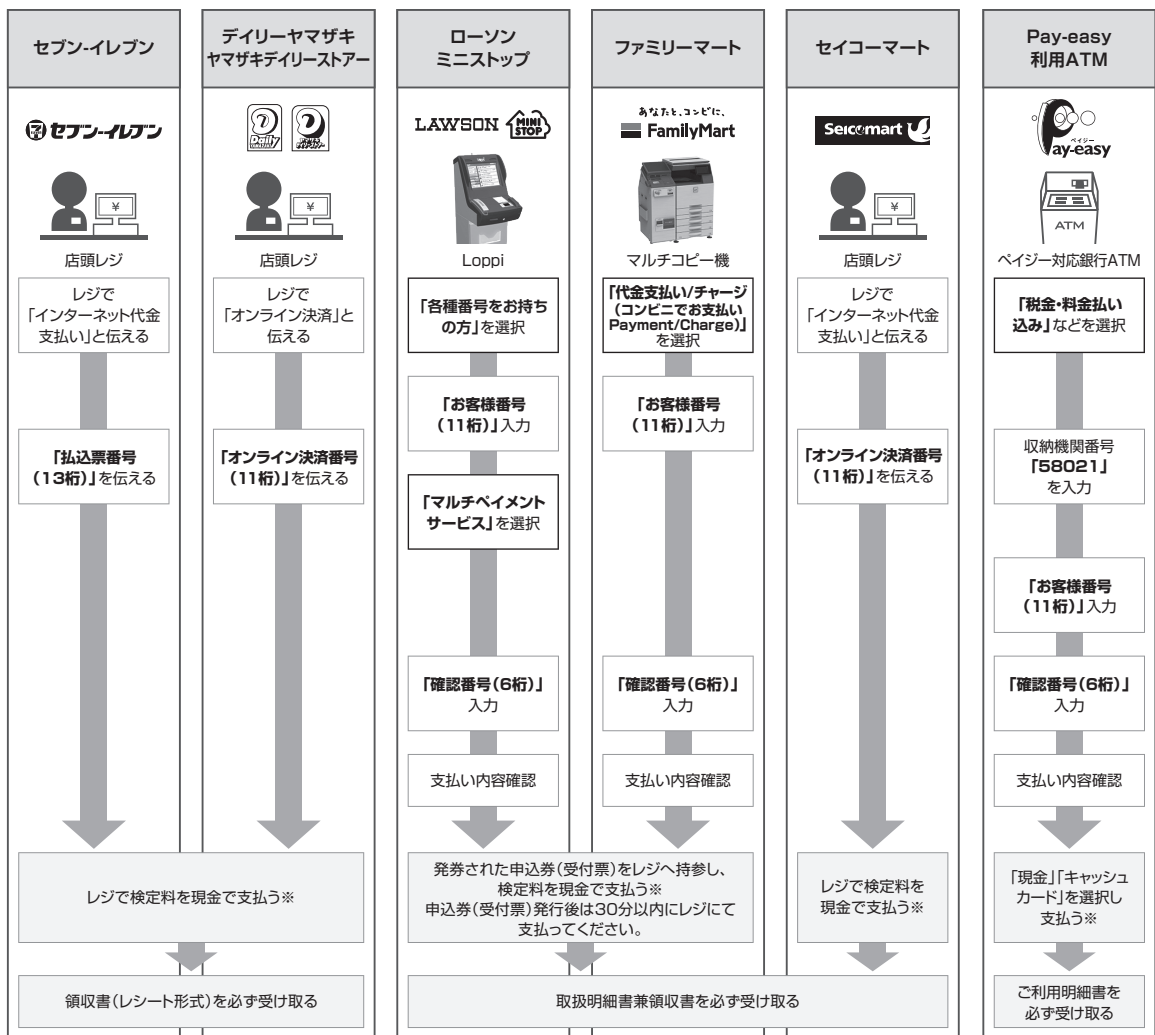 セブン-イレブン
デイリーヤマザキ
ヤマザキデイリーストアー
ローソン
ミニストップ
ファミリーマート
セイコーマート
Pay-easy
利用ATM
セブン-イレブン
Daily
LAWSON
MINI
STOP
あなたと、コンビに、
FamilyMart
Seicomart
ペイジー
Pay-easy
¥
¥
¥
ATM
店頭レジ
店頭レジ
Loppi
マルチコピー機
店頭レジ
ペイジー対応銀行ATM
レジで
「インターネット代金
支払い」と伝える
レジで
「オンライン決済」と
伝える
「各種番号をお持ち
の方」を選択
「代金支払い/チャージ
(コンビニでお支払い
Payment/Charge)」
を選択
レジで
「インターネット代金
支払い」と伝える
「税金・料金払い
込み」などを選択
「お客様番号
(11桁)」入力
「お客様番号
(11桁)」入力
「払込票番号
(13桁)」を伝える
「オンライン決済番号
(11桁)」を伝える
「オンライン決済番号
(11桁)」を伝える
収納機関番号
「58021」
を入力
「マルチペイメント
サービス」を選択
「お客様番号
(11桁)」入力
「確認番号(6桁)」
入力
「確認番号(6桁)」
入力
「確認番号(6桁)」
入力
支払い内容確認
支払い内容確認
支払い内容確認
レジで検定料を現金で支払う※
発券された申込券(受付票)をレジへ持参し、
検定料を現金で支払う※
申込券(受付票)発行後は30分以内にレジにて
支払ってください。
レジで検定料を
現金で支払う※
「現金」「キャッシュ
カード」を選択し
支払う※
領収書(レシート形式)を必ず受け取る
取扱明細書兼領収書を必ず受け取る
ご利用明細書を
必ず受け取る